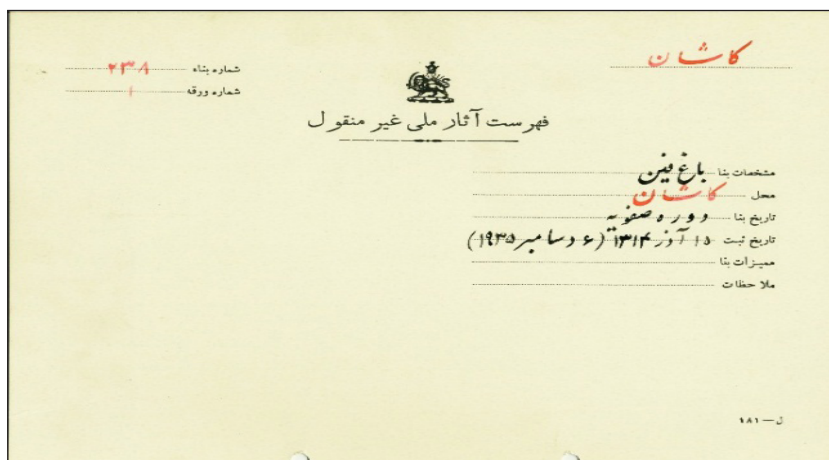 کاشان
شماره بناء ۲۳۸
شماره ورقه ۱
فهرست آثار ملی غیر منقول
مشخصات بنا باغ فین
محل کاشان
تاریخ بنا دوره صفویه
تاریخ ثبت ۱۵ آذر ۱۳۱۴ (۶ دسامبر ۱۹۳۵)
ممیزات بنا
ملاحظات
ل — ۱۸۱